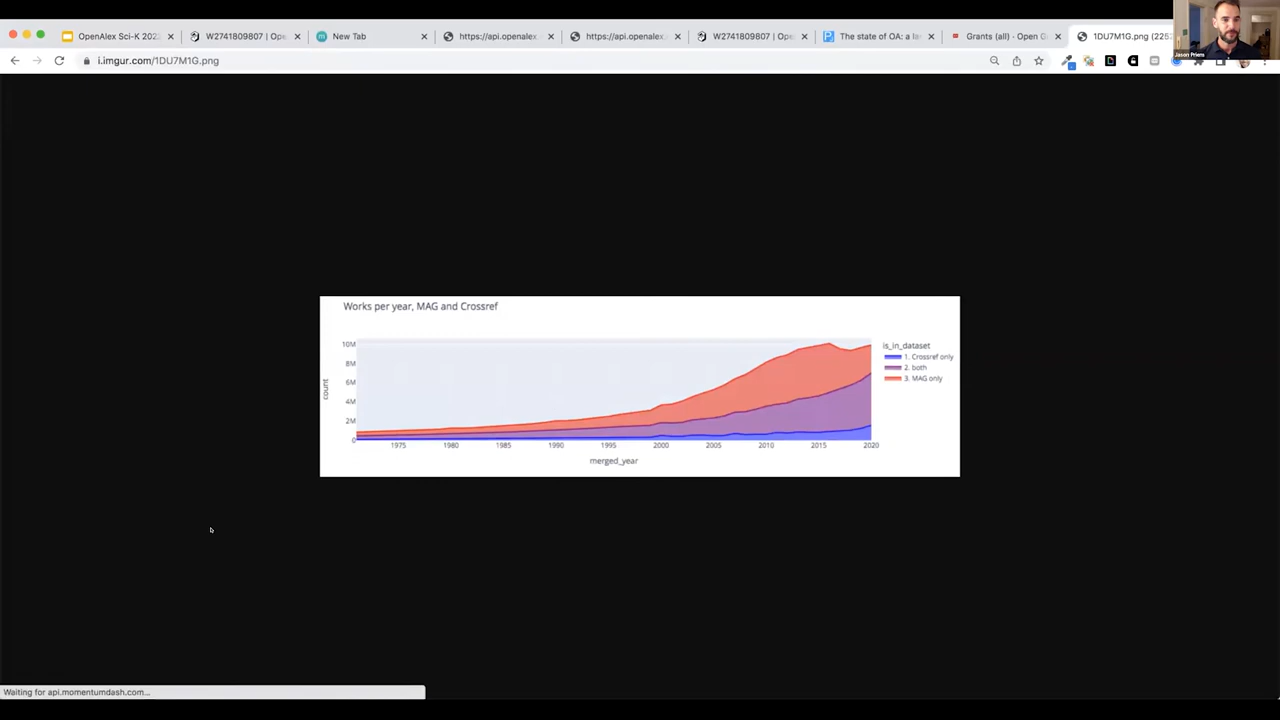 OpenAlex Sci-K 202
W2741809807 | Ope
New Tab
https://api.openalex.
https://api.openalex.
W2741809807 | Ope
The state of OA: a la
Grants (all) - Open G
1DU7M1G.png (225
Jason Priem
i.imgur.com/1DU7M1G.png
Works per year, MAG and Crossref
10M
8M
6M
4M
2M
0
count
1975 1980 1985 1990 1995 2000 2005 2010 2015 2020
merged_year
is_in_dataset
1. Crossref only
2. both
3. MAG only
Waiting for api.momentumdash.com...